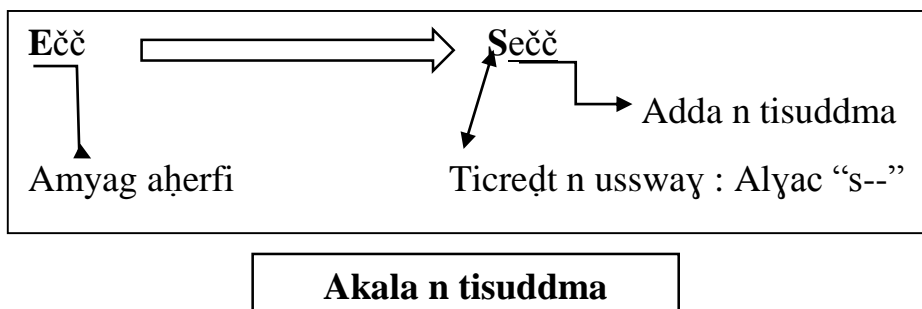 Ečč Sečč
Adda n tisuddma
Amyag aḥerfi Ticreḍt n usswaɣ : Alɣac “s--”
Akala n tisuddma